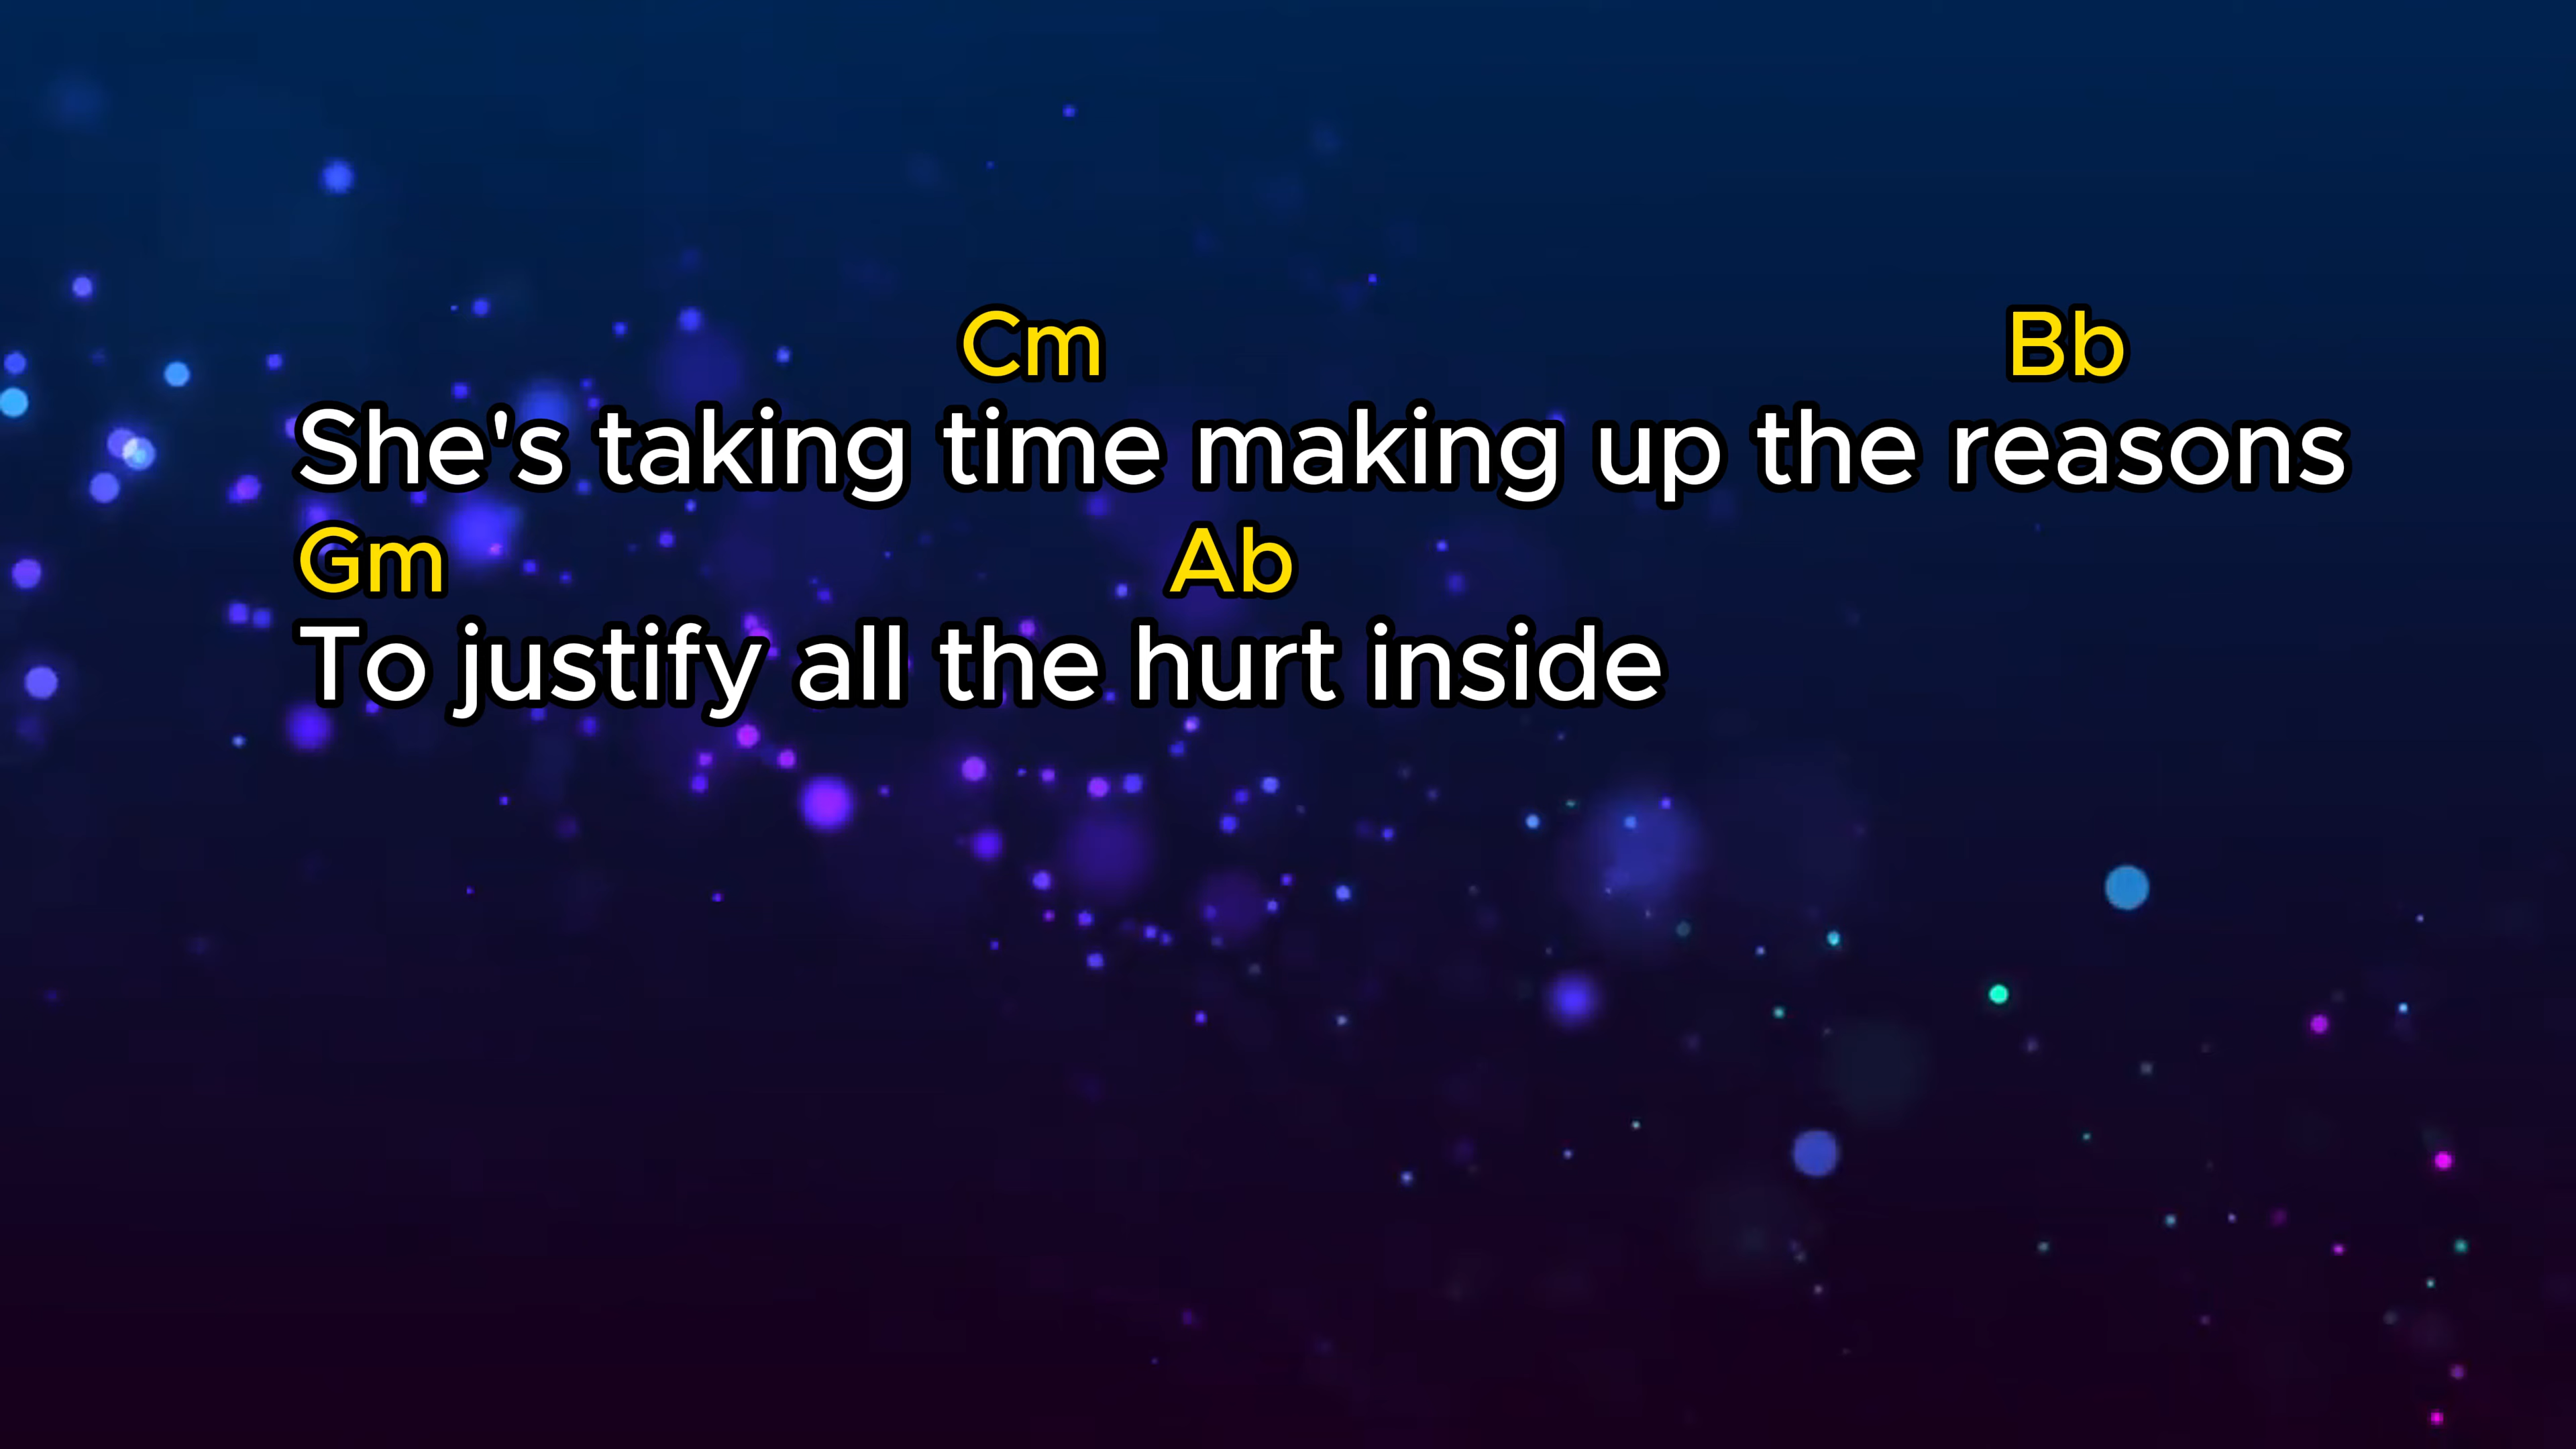 Cm Bb
She's taking time making up the reasons
Gm Ab
To justify all the hurt inside